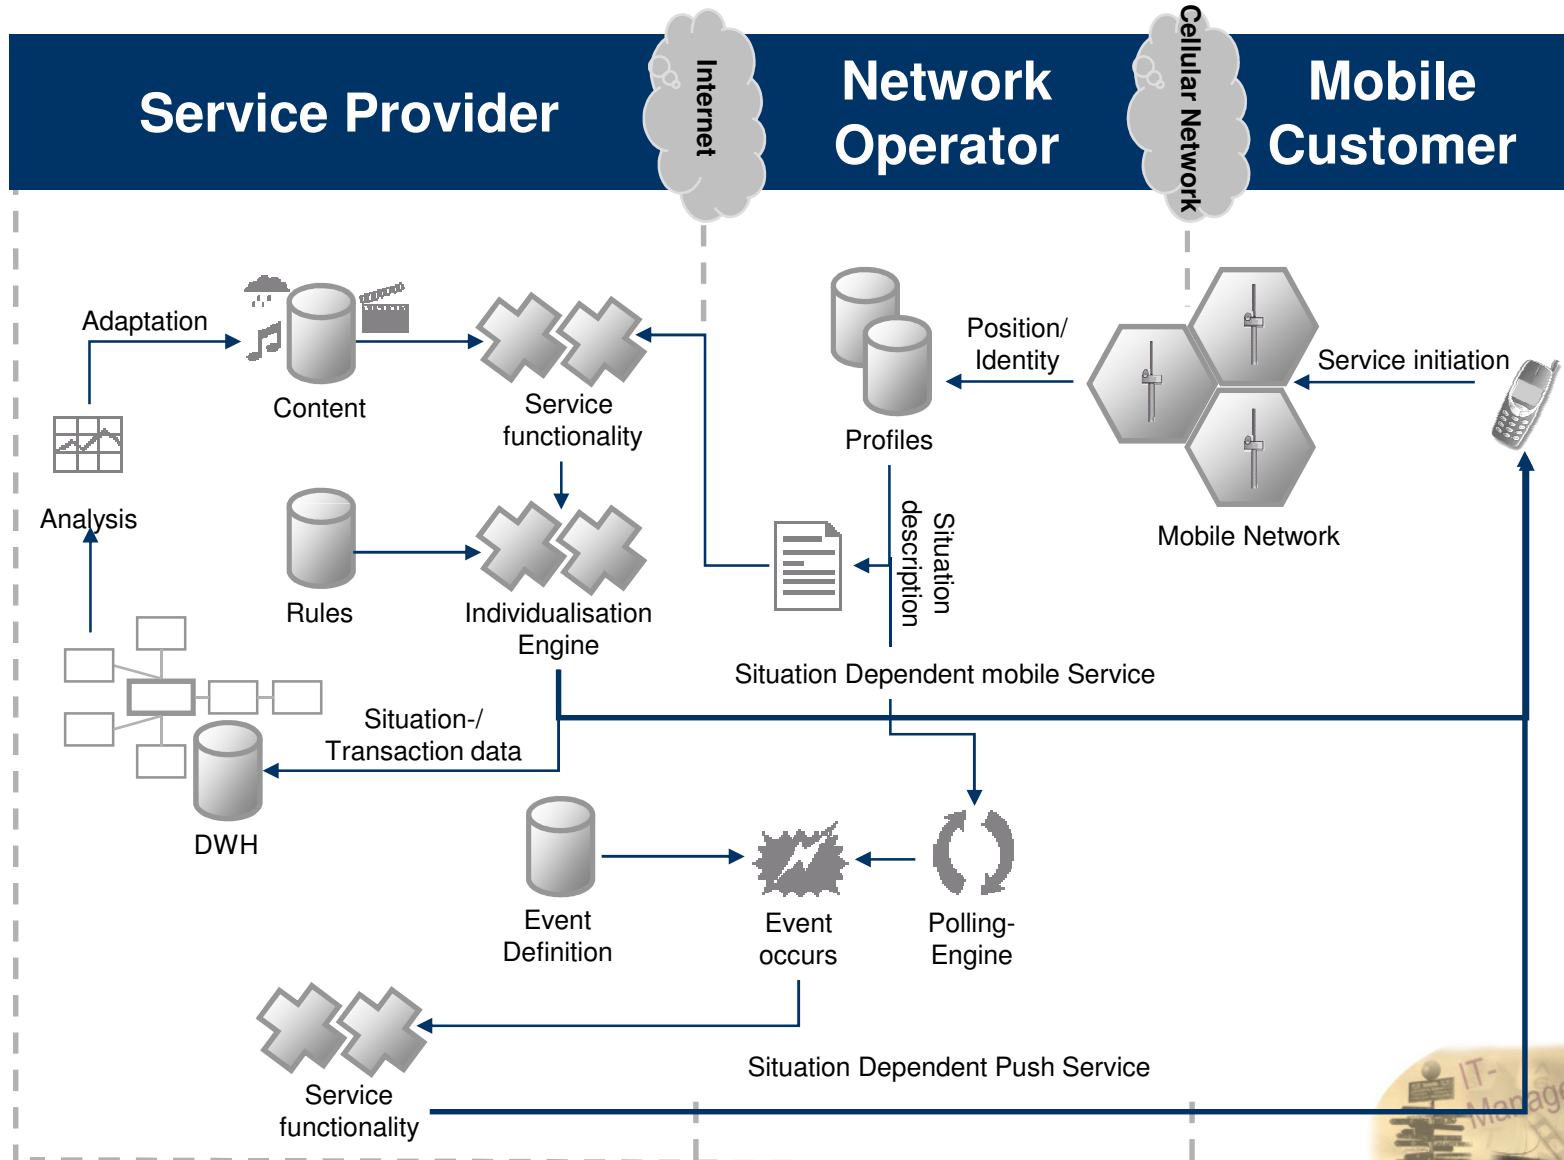 Service Provider
Internet
Network
Operator
Cellular Network
Mobile
Customer
Adaptation
Content
Service
functionality
Profiles
Position/
Identity
Service initiation
Mobile Network
Analysis
Rules
Individualisation
Engine
Situation
description
Situation Dependent mobile Service
Situation-/
Transaction data
DWH
Event
Definition
Event
occurs
Polling-
Engine
Situation Dependent Push Service
Service
functionality
IT-
Manage